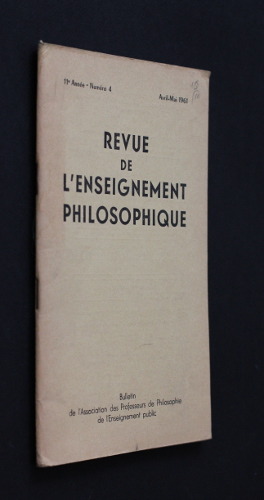 11e Année - Numéro 4
Avril-Mai 1961
REVUE
DE
L'ENSEIGNEMENT
PHILOSOPHIQUE
Bulletin
de l'Association des Professeurs de Philosophie
de l'Enseignement public